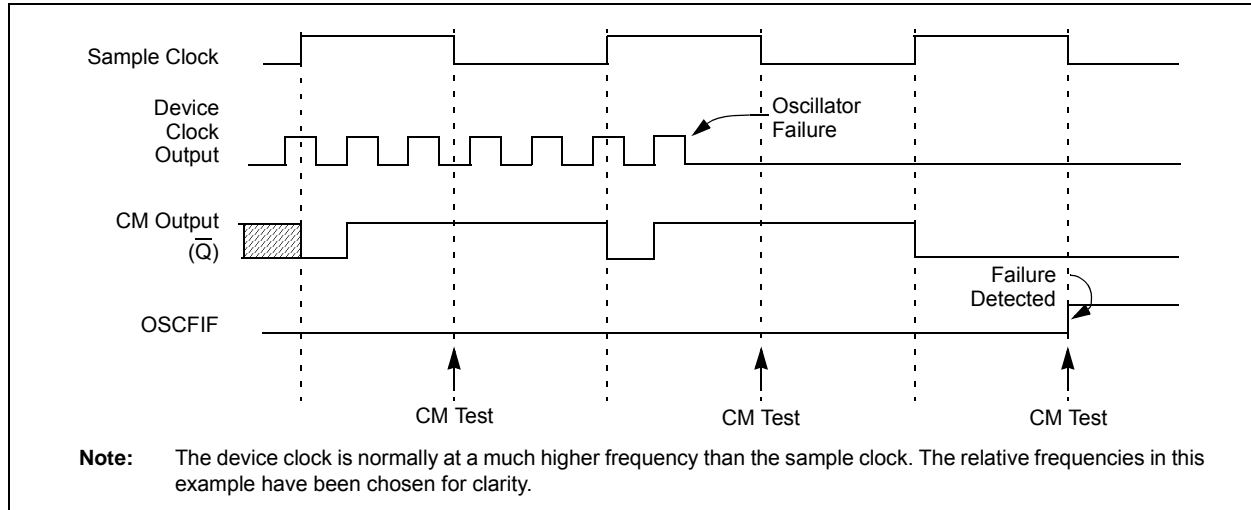 Sample Clock
Device
Clock
Output
Oscillator
Failure
CM Output
(Q̅)
Failure
Detected
OSCFIF
CM Test
CM Test
CM Test
Note: The device clock is normally at a much higher frequency than the sample clock. The relative frequencies in this
example have been chosen for clarity.